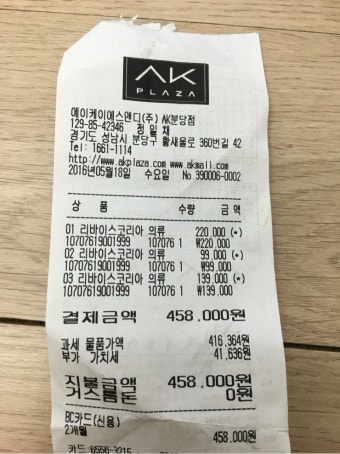 AK
PLAZA
에이케이에스앤디(주) AK분당점
129-85-42346 정일채
경기도 성남시 분당구 황새울로 360번길 42
Tel: 1661-1114
http://www.akplaza.com www.akmall.com
2016년05월18일 수요일 No 390006-0002
상 품 수량 금 액
01 리바이스코리아 의류 220,000 (*)
10707619001999 107076 1 ₩220,000
02 리바이스코리아 의류 99,000 (*)
10707619001999 107076 1 ₩99,000
03 리바이스코리아 의류 139,000 (*)
10707619001999 107076 1 ₩139,000
결제금액 458,000원
과세 물품가액 416,364원
부가 가치세 41,636원
지불금액 458,000원
거스름돈 0원
BC카드(신용)
2개월 458,000원
카드:6556-3215